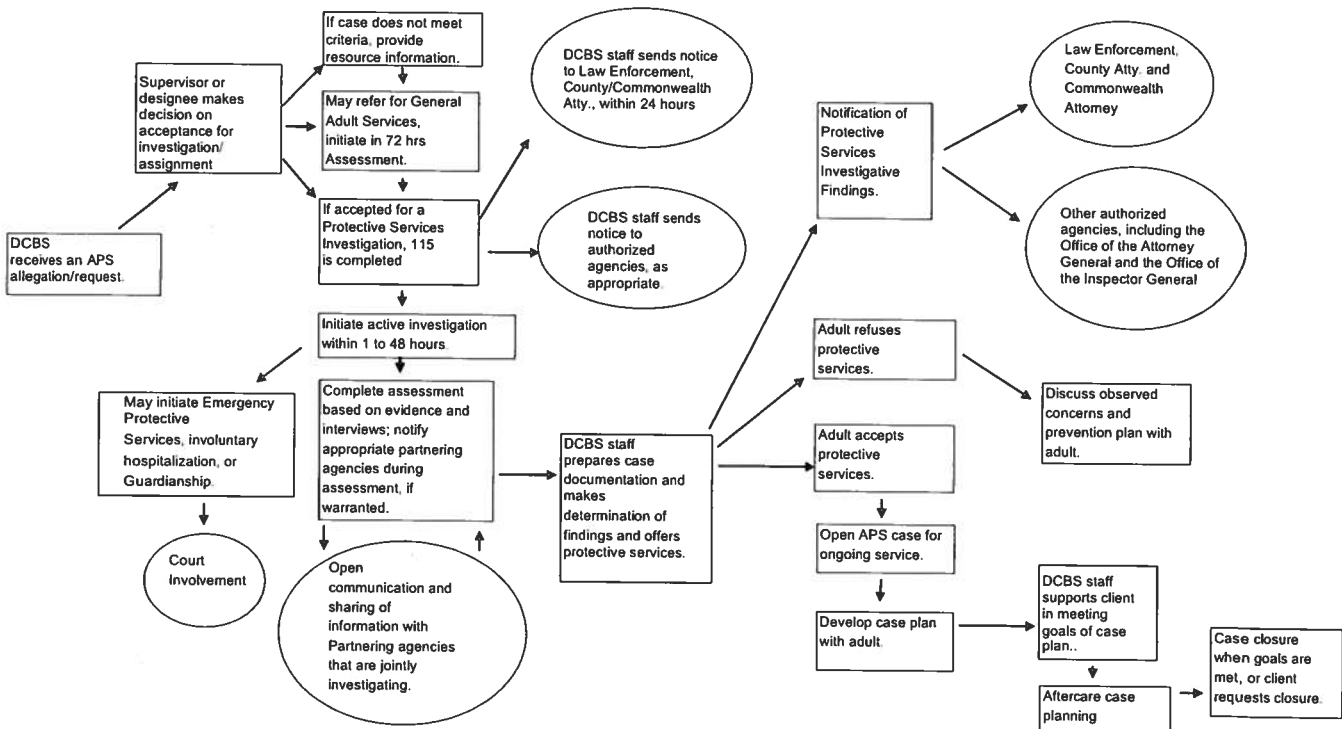 DCBS
receives an APS
allegation/request.
Supervisor or
designee makes
decision on
acceptance for
investigation/
assignment
If case does not meet
criteria, provide
resource information.
May refer for General
Adult Services,
initiate in 72 hrs
Assessment.
If accepted for a
Protective Services
Investigation, 115
is completed
DCBS staff sends notice
to Law Enforcement,
County/Commonwealth
Atty., within 24 hours
DCBS staff sends
notice to
authorized
agencies, as
appropriate.
Initiate active investigation
within 1 to 48 hours.
May initiate Emergency
Protective
Services, involuntary
hospitalization, or
Guardianship.
Court
Involvement
Complete assessment
based on evidence and
interviews; notify
appropriate partnering
agencies during
assessment, if
warranted.
Open
communication and
sharing of
information with
Partnering agencies
that are jointly
investigating.
DCBS staff
prepares case
documentation and
makes
determination of
findings and offers
protective services.
Notification of
Protective
Services
Investigative
Findings.
Law Enforcement,
County Atty. and
Commonwealth
Attorney
Other authorized
agencies, including the
Office of the Attorney
General and the Office of
the Inspector General
Adult refuses
protective
services.
Discuss observed
concerns and
prevention plan with
adult.
Adult accepts
protective
services.
Open APS case for
ongoing service.
Develop case plan
with adult.
DCBS staff
supports client
in meeting
goals of case
plan..
Aftercare case
planning
Case closure
when goals are
met, or client
requests closure.